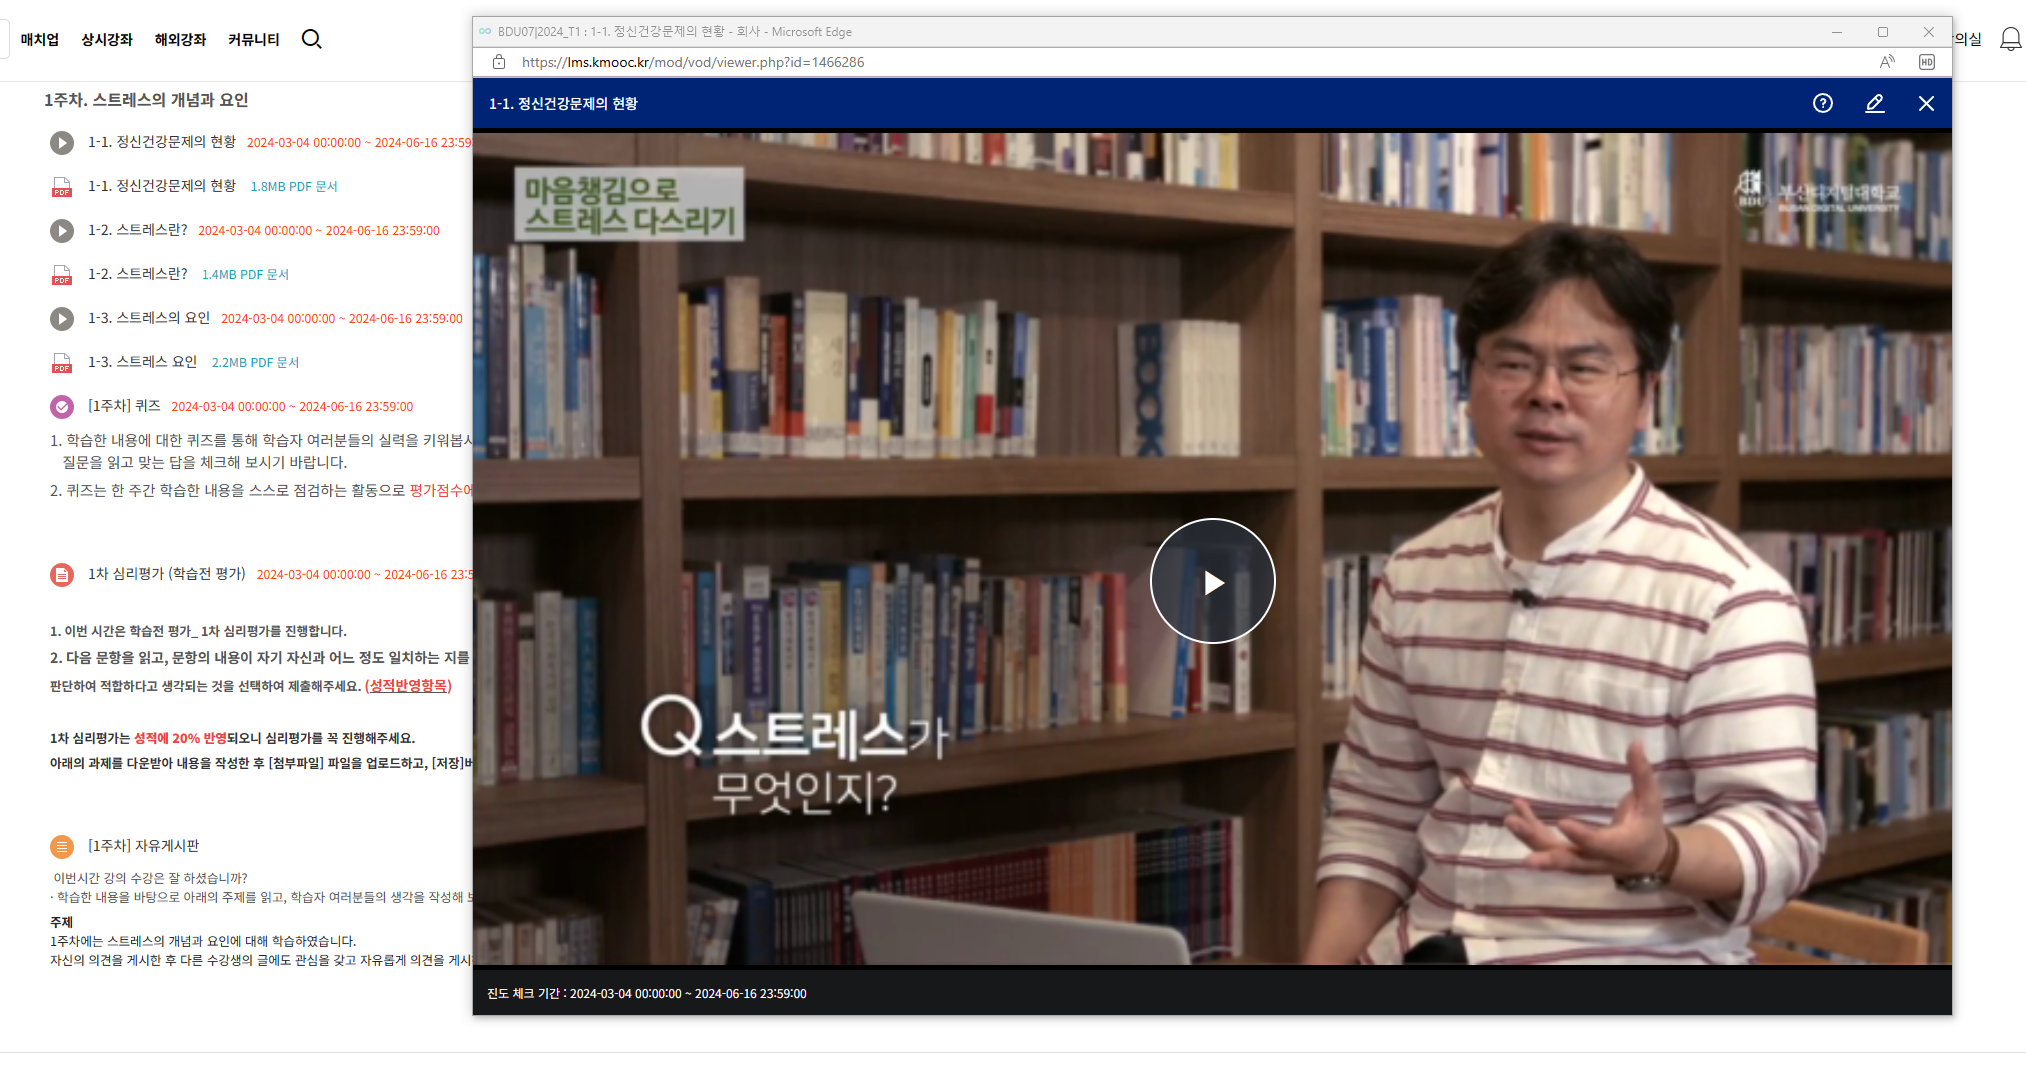 매치업 상시강좌 해외강좌 커뮤니티
의실
1주차. 스트레스의 개념과 요인
1-1. 정신건강문제의 현황 2024-03-04 00:00:00 ~ 2024-06-16 23:59
PDF 1-1. 정신건강문제의 현황 1.8MB PDF 문서
1-2. 스트레스란? 2024-03-04 00:00:00 ~ 2024-06-16 23:59:00
PDF 1-2. 스트레스란? 1.4MB PDF 문서
1-3. 스트레스의 요인 2024-03-04 00:00:00 ~ 2024-06-16 23:59:00
PDF 1-3. 스트레스 요인 2.2MB PDF 문서
[1주차] 퀴즈 2024-03-04 00:00:00 ~ 2024-06-16 23:59:00
1. 학습한 내용에 대한 퀴즈를 통해 학습자 여러분들의 실력을 키워봅시
질문을 읽고 맞는 답을 체크해 보시기 바랍니다.
2. 퀴즈는 한 주간 학습한 내용을 스스로 점검하는 활동으로 평가점수에
1차 심리평가 (학습전 평가) 2024-03-04 00:00:00 ~ 2024-06-16 23:5
1. 이번 시간은 학습전 평가_ 1차 심리평가를 진행합니다.
2. 다음 문항을 읽고, 문항의 내용이 자기 자신과 어느 정도 일치하는 지를
판단하여 적합하다고 생각되는 것을 선택하여 제출해주세요. (성적반영항목)
1차 심리평가는 성적에 20% 반영되오니 심리평가를 꼭 진행해주세요.
아래의 과제를 다운받아 내용을 작성한 후 [첨부파일] 파일을 업로드하고, [저장]버
[1주차] 자유게시판
이번시간 강의 수강은 잘 하셨습니까?
· 학습한 내용을 바탕으로 아래의 주제를 읽고, 학습자 여러분들의 생각을 작성해 보
주제
1주차에는 스트레스의 개념과 요인에 대해 학습하였습니다.
자신의 의견을 게시한 후 다른 수강생의 글에도 관심을 갖고 자유롭게 의견을 게시
BDU07|2024_T1 : 1-1. 정신건강문제의 현황 - 회사 - Microsoft Edge
https://lms.kmooc.kr/mod/vod/viewer.php?id=1466286
HD
1-1. 정신건강문제의 현황
마음챙김으로
스트레스 다스리기
BDU 부산디지털대학교
BUSAN DIGITAL UNIVERSITY
BOOK
Q 스트레스가
무엇인지?
진도 체크 기간 : 2024-03-04 00:00:00 ~ 2024-06-16 23:59:00